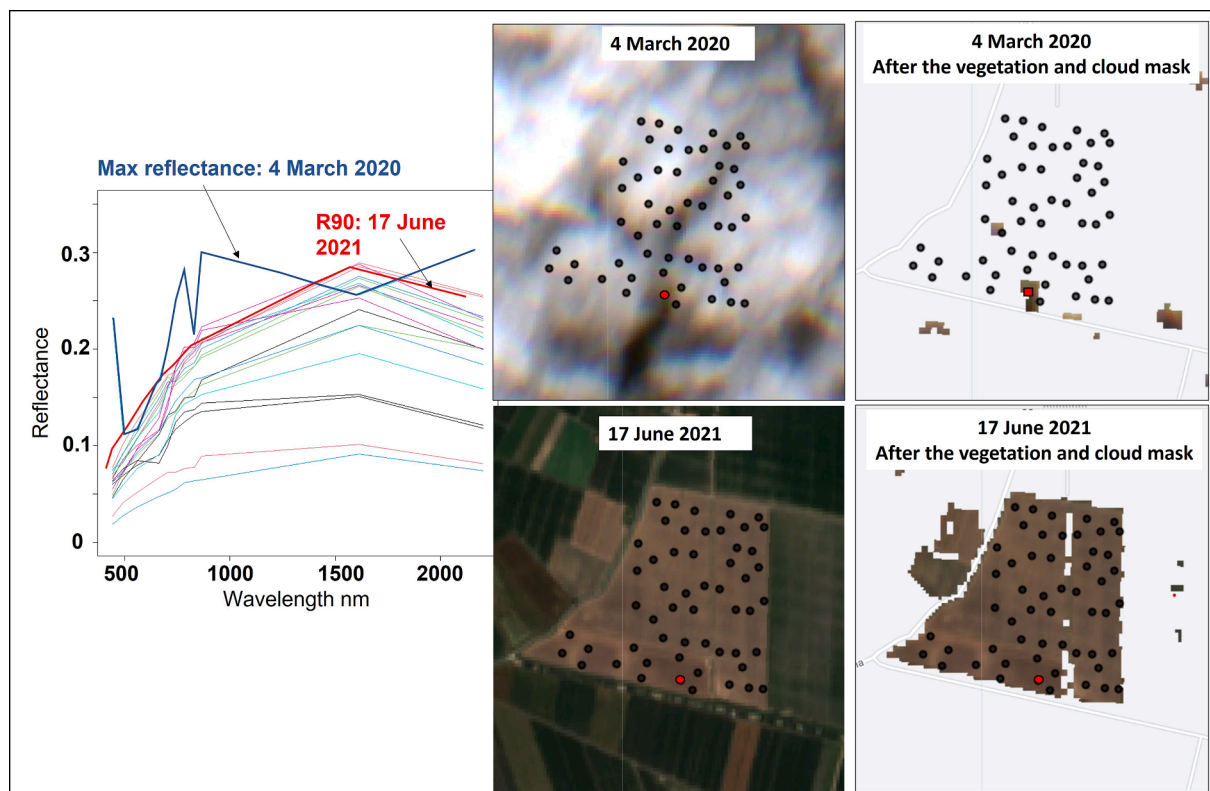 Max reflectance: 4 March 2020
R90: 17 June
2021
0.3
0.2
0.1
0
Reflectance
500
1000
1500
2000
Wavelength nm
4 March 2020
4 March 2020
After the vegetation and cloud mask
17 June 2021
17 June 2021
After the vegetation and cloud mask